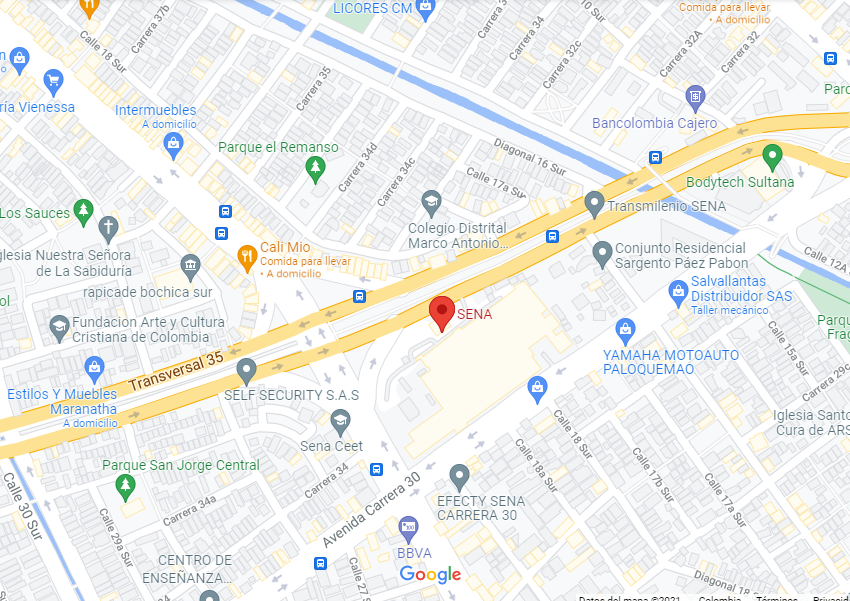 LICORES CM
Comida para llevar
• A domicilio
Carrera 37b
Calle 18 Sur
Carrera 34
Carrera 32c
Carrera 32A
Carrera 32
Carrera 35
ría Vienessa
Intermuebles
A domicilio
Bancolombia Cajero
Parque el Remanso
Diagonal 16 Sur
Carrera 34d
Carrera 34c
Calle 17a Sur
Bodytech Sultana
Los Sauces
Transmilenio SENA
Colegio Distrital
Marco Antonio...
Cali Mio
Comida para llevar
• A domicilio
Iglesia Nuestra Señora
de La Sabiduría
Conjunto Residencial
Sargento Páez Pabon
Calle 12A
rapicade bochica sur
Salvallantas
Distribuidor SAS
Taller mecánico
SENA
Fundacion Arte y Cultura
Cristiana de Colombia
Parqu
Frag
Calle 15a Sur
Transversal 35
YAMAHA MOTOAUTO
PALOQUEMAO
Carrera 29c
Estilos Y Muebles
Maranatha
A domicilio
SELF SECURITY S.A.S
Iglesia Santo
Cura de ARS
Sena Ceet
Calle 18 Sur
Calle 18a Sur
Calle 17b Sur
Calle 17a Sur
Parque San Jorge Central
Carrera 34
Calle 30 Sur
Carrera 34a
Avenida Carrera 30
EFECTY SENA
CARRERA 30
Calle 29a Sur
BBVA
CENTRO DE
ENSEÑANZA...
Calle 27
Google
Diagonal 18
Datos del mapa ©2021
Colombia
Términos
Privacid